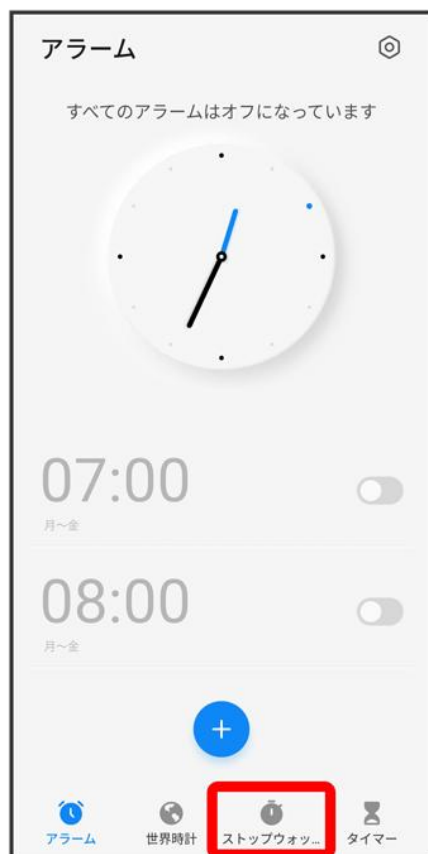 アラーム
すべてのアラームはオフになっています
07:00
月～金
08:00
月～金
アラーム
世界時計
ストップウォッ...
タイマー